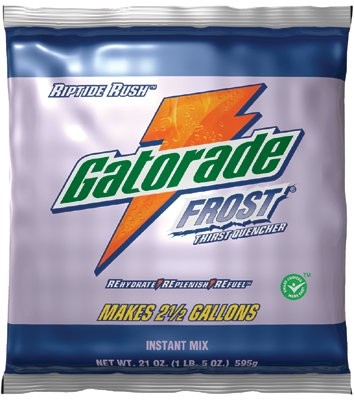 RIPTIDE RUSH™
Gatorade
FROST®
THIRST QUENCHER
REHYDRATE REPLENISH REFUEL™
MAKES 2½ GALLONS
TM
INSTANT MIX
NET WT. 21 OZ. (1 LB. 5 OZ.) 595g